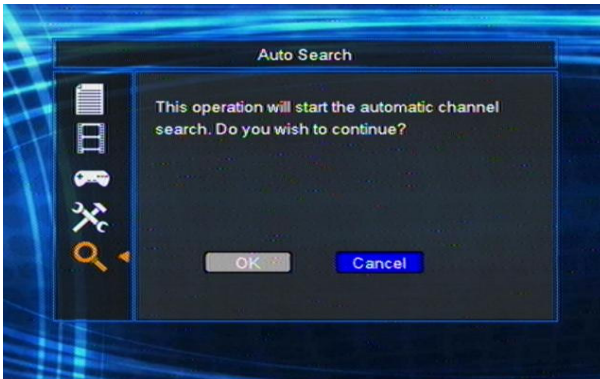 Auto Search
This operation will start the automatic channel
search. Do you wish to continue?
OK
Cancel